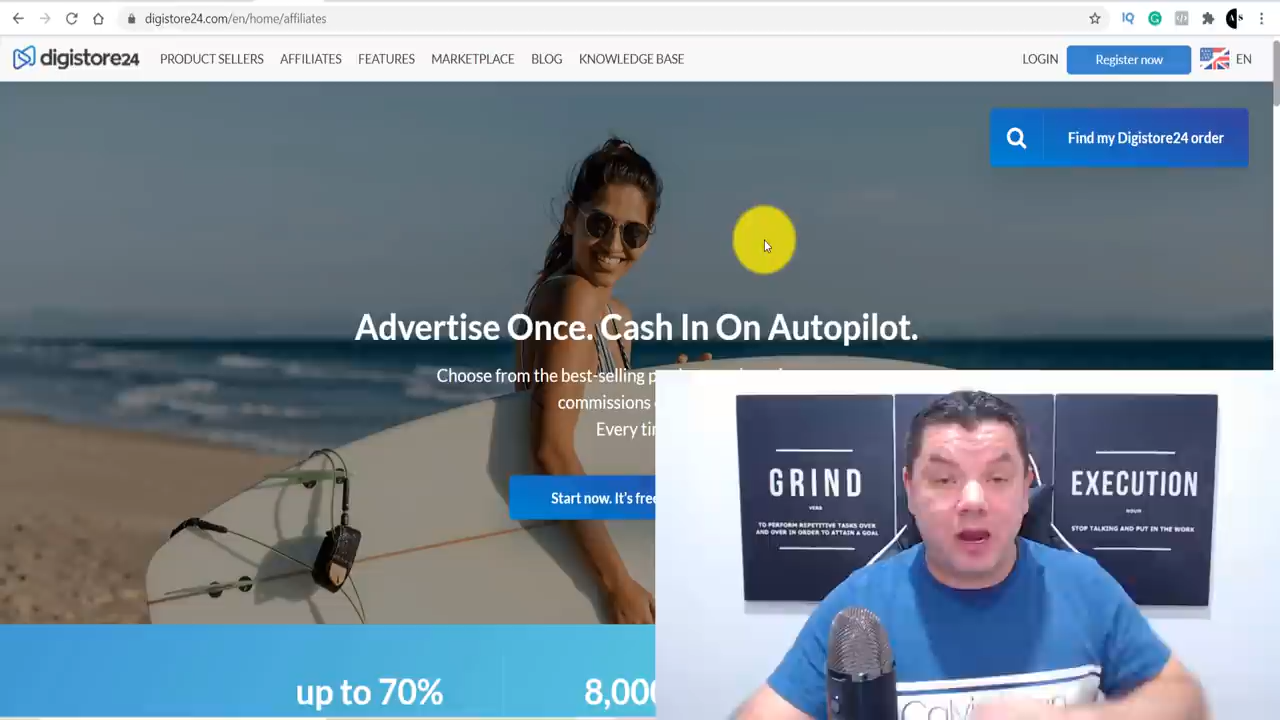 digistore24.com/en/home/affiliates
digistore24 PRODUCT SELLERS AFFILIATES FEATURES MARKETPLACE BLOG KNOWLEDGE BASE LOGIN Register now EN
Find my Digistore24 order
Advertise Once. Cash In On Autopilot.
Choose from the best-selling
commissions
Every
Start now. It's free
up to 70%
8,000
GRIND
VERB
TO PERFORM REPETITIVE TASKS OVER
AND OVER IN ORDER TO ATTAIN A GOAL
EXECUTION
NOUN
STOP TALKING AND PUT IN THE WORK